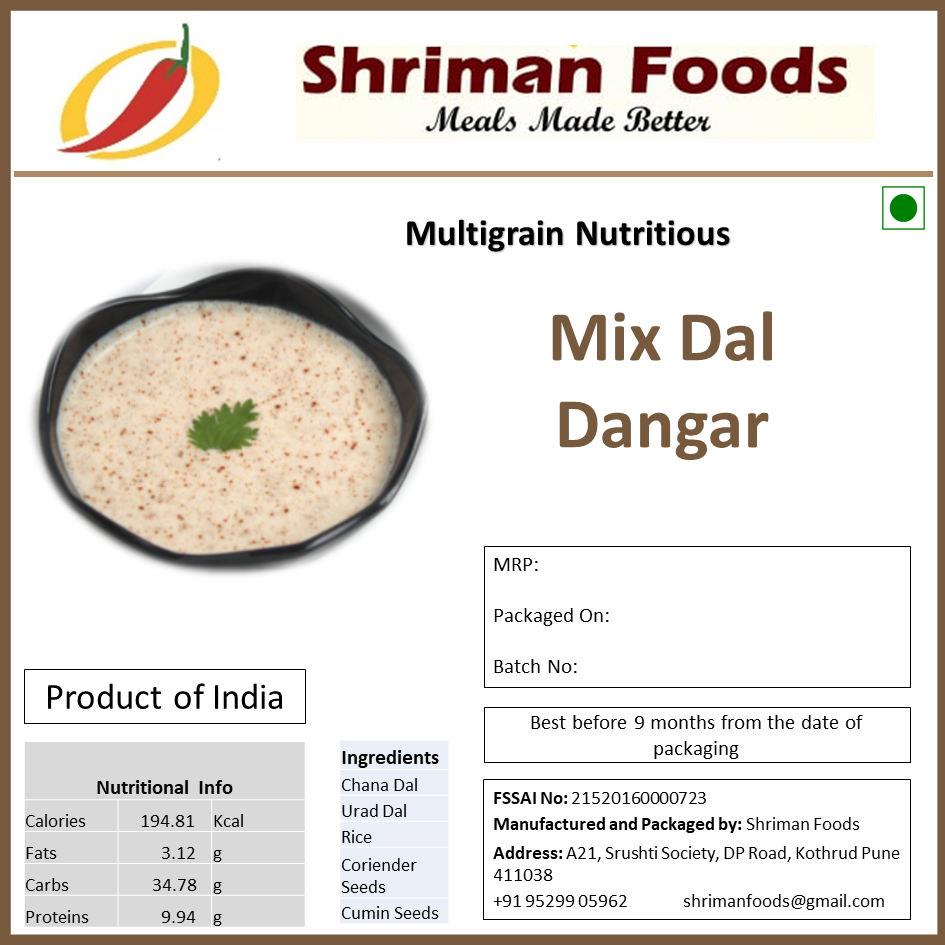 Shriman Foods
Meals Made Better
Multigrain Nutritious
Mix Dal
Dangar
MRP:
Packaged On:
Batch No:
Product of India
Best before 9 months from the date of
packaging
Nutritional Info
Calories 194.81 Kcal
Fats 3.12 g
Carbs 34.78 g
Proteins 9.94 g
Ingredients
Chana Dal
Urad Dal
Rice
Coriender
Seeds
Cumin Seeds
FSSAI No: 21520160000723
Manufactured and Packaged by: Shriman Foods
Address: A21, Srushti Society, DP Road, Kothrud Pune
411038
+91 95299 05962 shrimanfoods@gmail.com